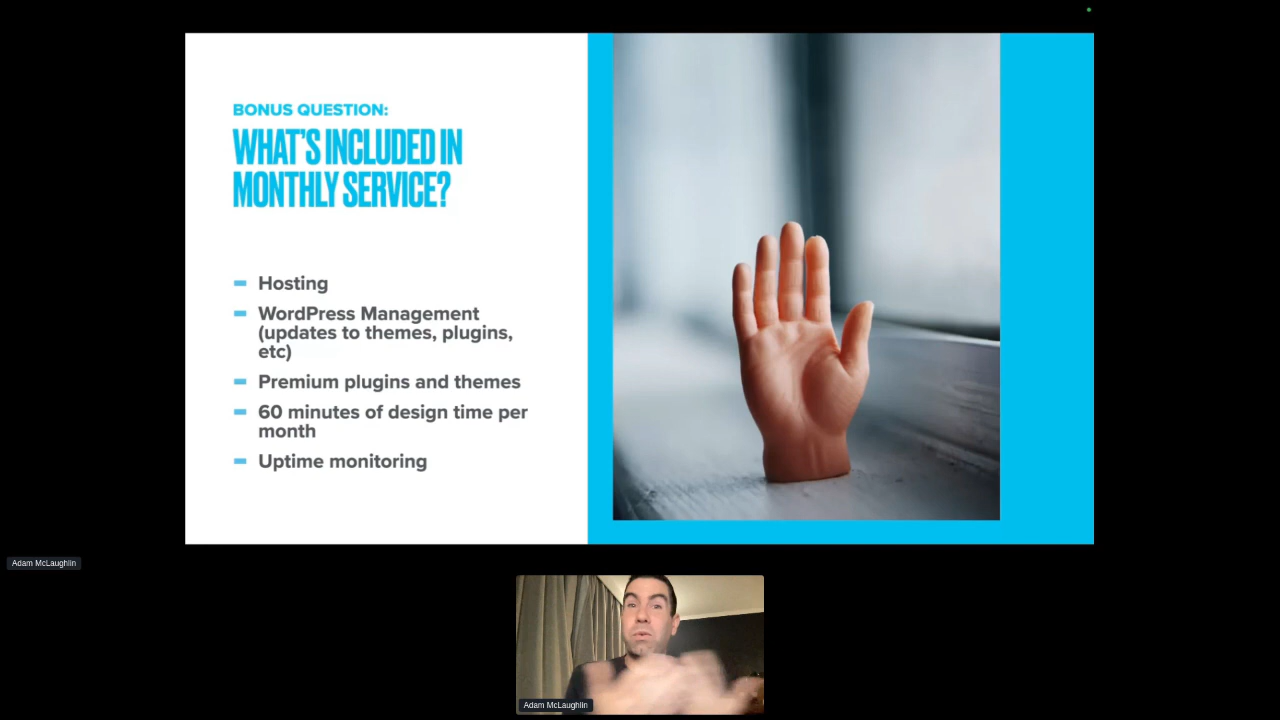 BONUS QUESTION:
WHAT'S INCLUDED IN
MONTHLY SERVICE?
Hosting
WordPress Management
(updates to themes, plugins,
etc)
Premium plugins and themes
60 minutes of design time per
month
Uptime monitoring
Adam McLaughlin
Adam McLaughlin